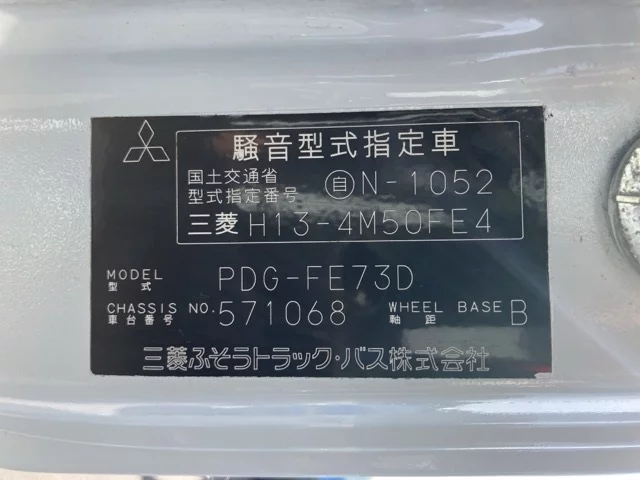 騒音型式指定車
国土交通省
型式指定番号 自N-1052
三菱 H13-4M50FE4
MODEL
型式 PDG-FE73D
CHASSIS NO.
車台番号 571068 WHEEL BASE
軸距 B
三菱ふそうトラック・バス株式会社